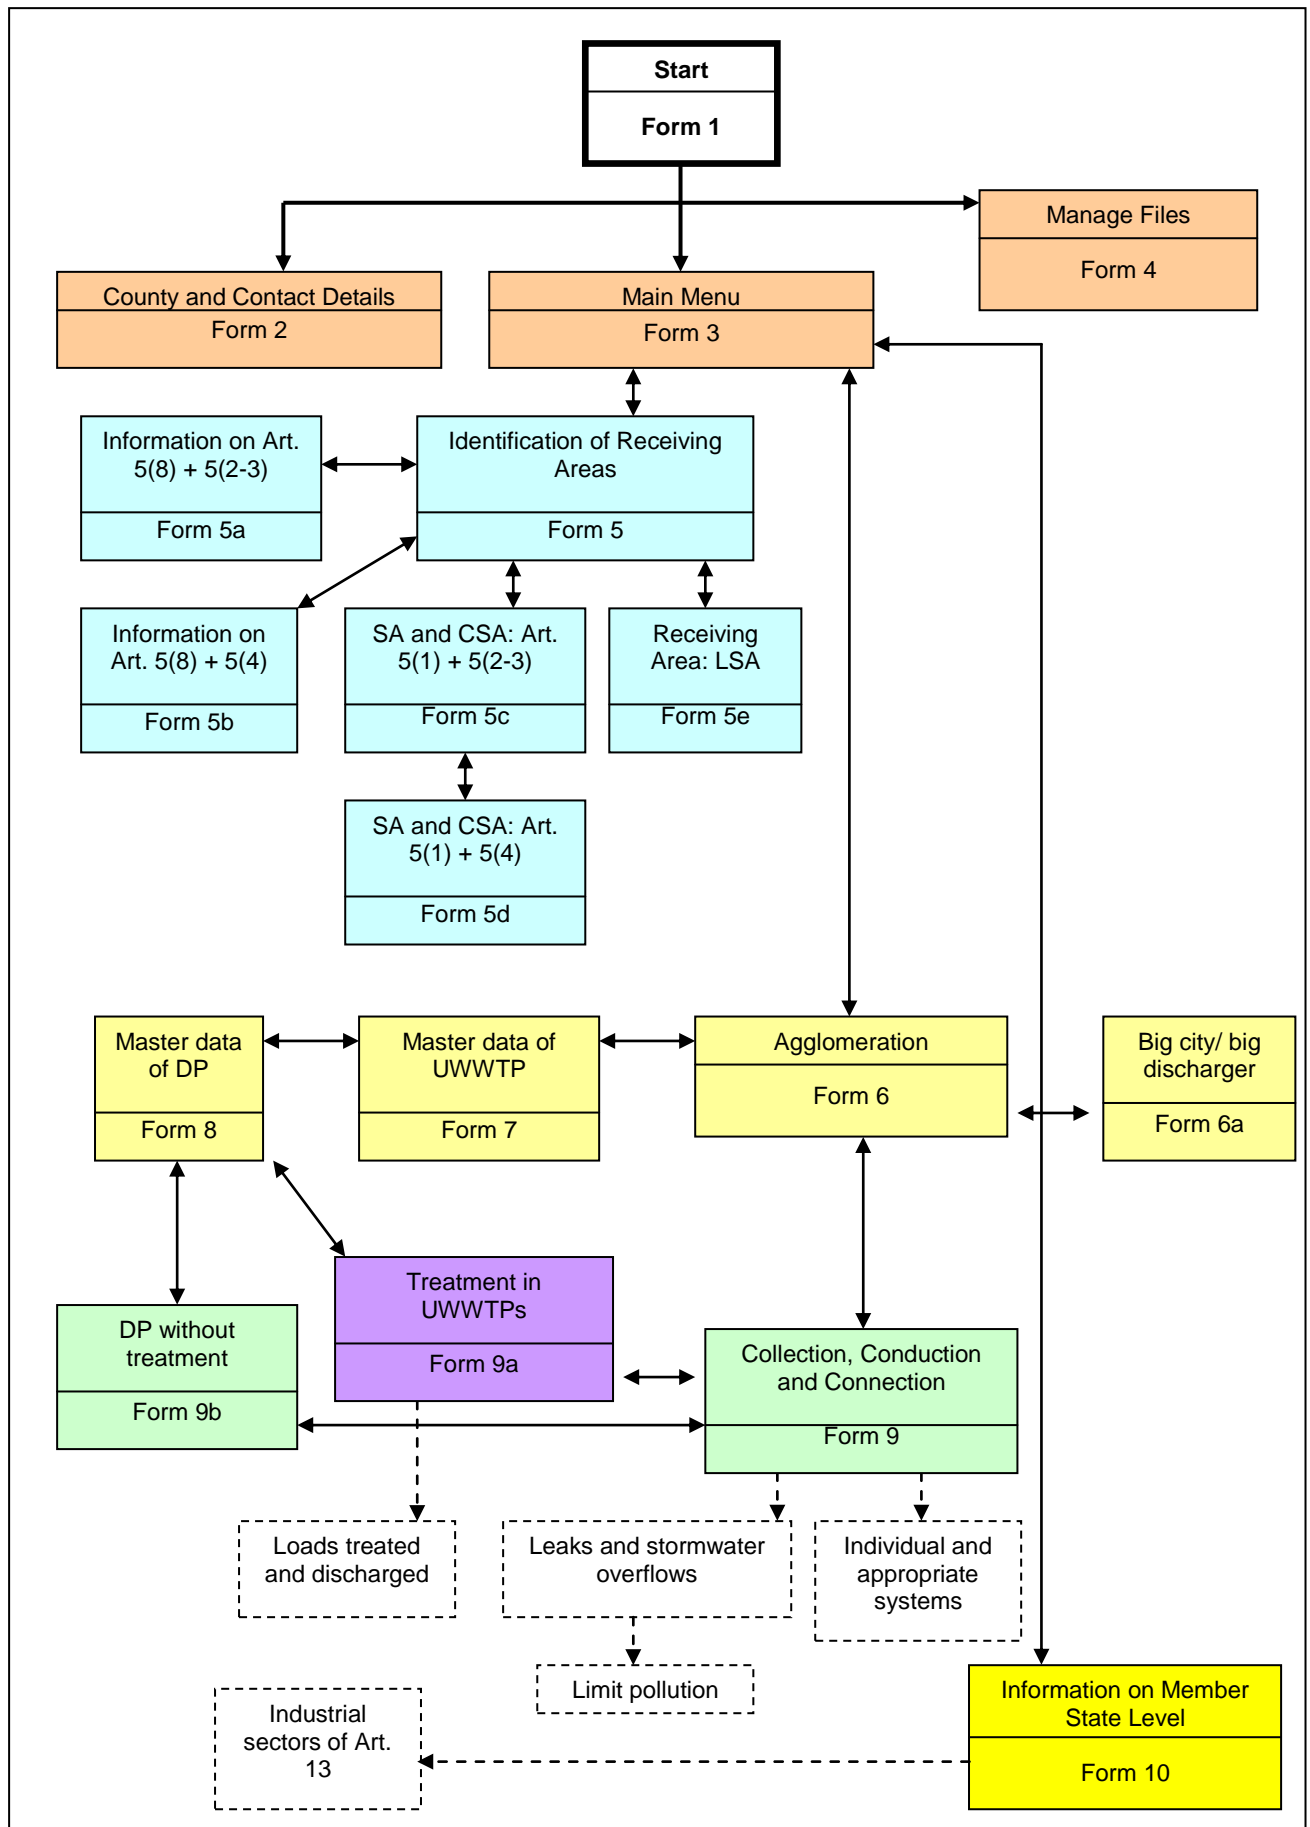 Start
Form 1
Manage Files
Form 4
County and Contact Details
Form 2
Main Menu
Form 3
Information on Art.
5(8) + 5(2-3)
Form 5a
Identification of Receiving
Areas
Form 5
Information on
Art. 5(8) + 5(4)
Form 5b
SA and CSA: Art.
5(1) + 5(2-3)
Form 5c
Receiving
Area: LSA
Form 5e
SA and CSA: Art.
5(1) + 5(4)
Form 5d
Master data
of DP
Form 8
Master data of
UWWTP
Form 7
Agglomeration
Form 6
Big city/ big
discharger
Form 6a
Treatment in
UWWTPs
Form 9a
DP without
treatment
Form 9b
Collection, Conduction
and Connection
Form 9
Loads treated
and discharged
Leaks and stormwater
overflows
Individual and
appropriate
systems
Limit pollution
Industrial
sectors of Art.
13
Information on Member
State Level
Form 10